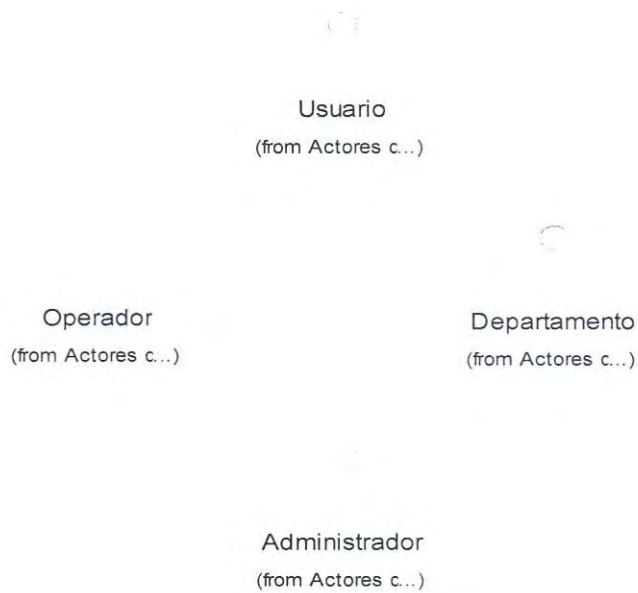 Usuario
(from Actores c...)
Operador
(from Actores c...)
Departamento
(from Actores c...)
Administrador
(from Actores c...)